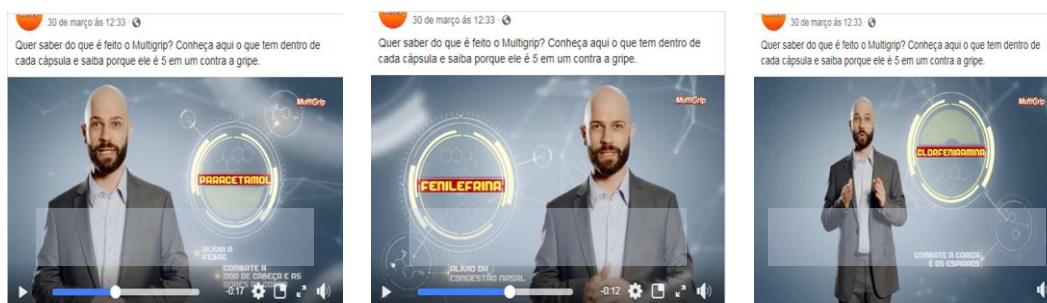 30 de março às 12:33
Quer saber do que é feito o Multigrip? Conheça aqui o que tem dentro de
cada cápsula e saiba porque ele é 5 em um contra a gripe.
MultiGrip
PARACETAMOL
ALIVIA A
FEBRE
COMBATE A
DOR DE CABEÇA E AS
DORES DO CORPO
-0:17
30 de março às 12:33
Quer saber do que é feito o Multigrip? Conheça aqui o que tem dentro de
cada cápsula e saiba porque ele é 5 em um contra a gripe.
MultiGrip
FENILEFRINA
ALÍVIO DA
CONGESTÃO NASAL
-0:12
30 de março às 12:33
Quer saber do que é feito o Multigrip? Conheça aqui o que tem dentro de
cada cápsula e saiba porque ele é 5 em um contra a gripe.
MultiGrip
CLORFENIRAMINA
COMBATE A CORIZA
E OS ESPIRROS